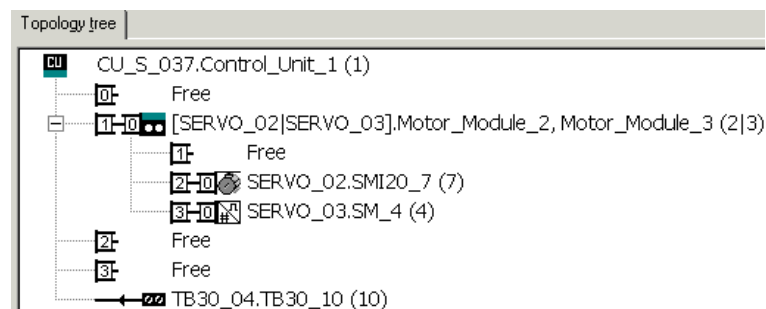 Topology tree
CU CU_S_037.Control_Unit_1 (1)
0 Free
1 0 [SERVO_02|SERVO_03].Motor_Module_2, Motor_Module_3 (2|3)
1 Free
2 0 SERVO_02.SMI20_7 (7)
3 0 SERVO_03.SM_4 (4)
2 Free
3 Free
TB30_04.TB30_10 (10)